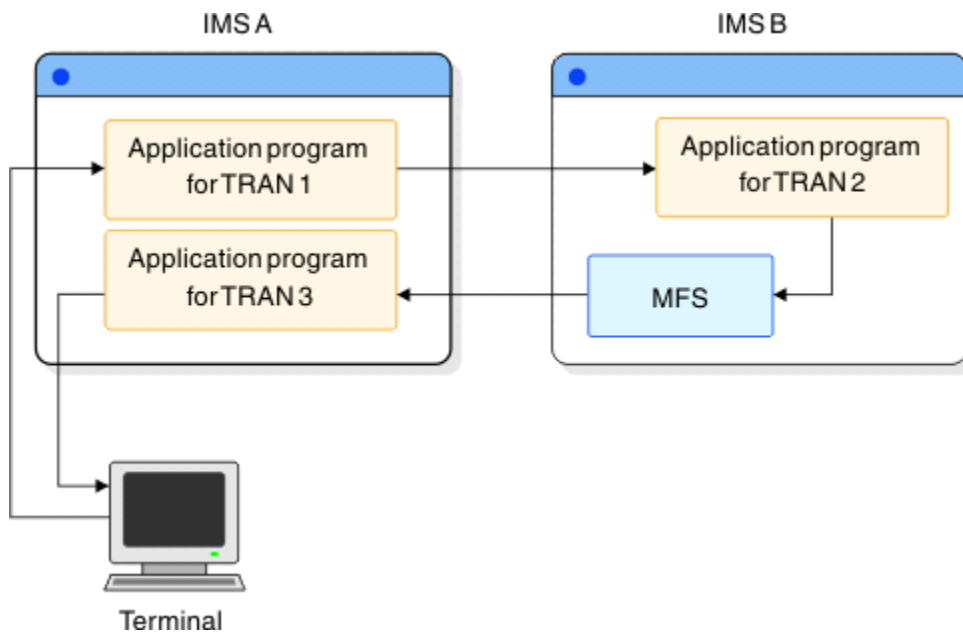 IMS A
IMS B
Application program
for TRAN 1
Application program
for TRAN 2
Application program
for TRAN 3
MFS
Terminal